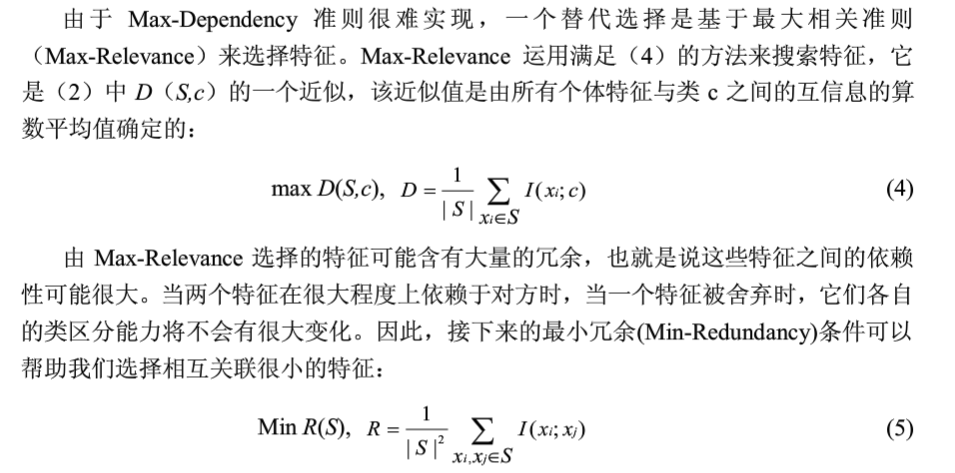 由于 Max-Dependency 准则很难实现，一个替代选择是基于最大相关准则
（Max-Relevance）来选择特征。Max-Relevance 运用满足（4）的方法来搜索特征，它
是（2）中 D（S,c）的一个近似，该近似值是由所有个体特征与类 c 之间的互信息的算
数平均值确定的：
max D(S,c), D = \frac{1}{|S|} \sum_{x_i∈S} I(x_i; c) (4)
由 Max-Relevance 选择的特征可能含有大量的冗余，也就是说这些特征之间的依赖
性可能很大。当两个特征在很大程度上依赖于对方时，当一个特征被舍弃时，它们各自
的类区分能力将不会有很大变化。因此，接下来的最小冗余(Min-Redundancy)条件可以
帮助我们选择相互关联很小的特征：
Min R(S), R = \frac{1}{|S|^2} \sum_{x_i,x_j∈S} I(x_i; x_j) (5)